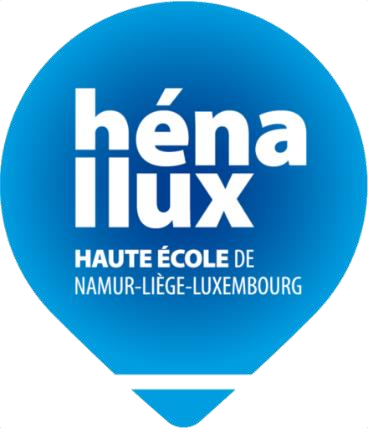 héna
llux
HAUTE ÉCOLE DE
NAMUR-LIÈGE-LUXEMBOURG